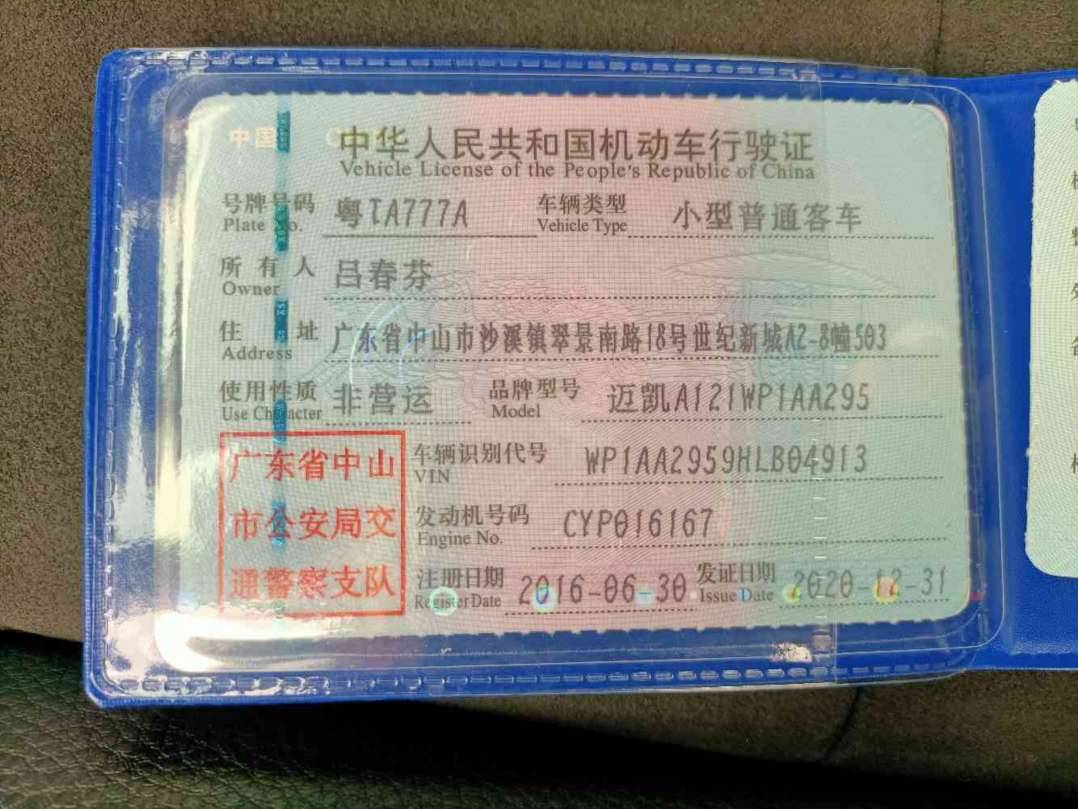 中国
中华人民共和国机动车行驶证
Vehicle License of the People's Republic of China
号牌号码 粤TA777A 车辆类型 小型普通客车
Plate No. Vehicle Type
所有人 吕春芬
Owner
住址 广东省中山市沙溪镇翠景南路18号世纪新城A2-8幢503
Address
使用性质 非营运 品牌型号 迈凯A121WP1AA295
Use Character Model
广东省中山 车辆识别代号 WP1AA2959HLB04913
VIN
市公安局交 发动机号码 CYP016167
Engine No.
通警察支队 注册日期 2016-06-30 发证日期 2020-12-31
Register Date Issue Date